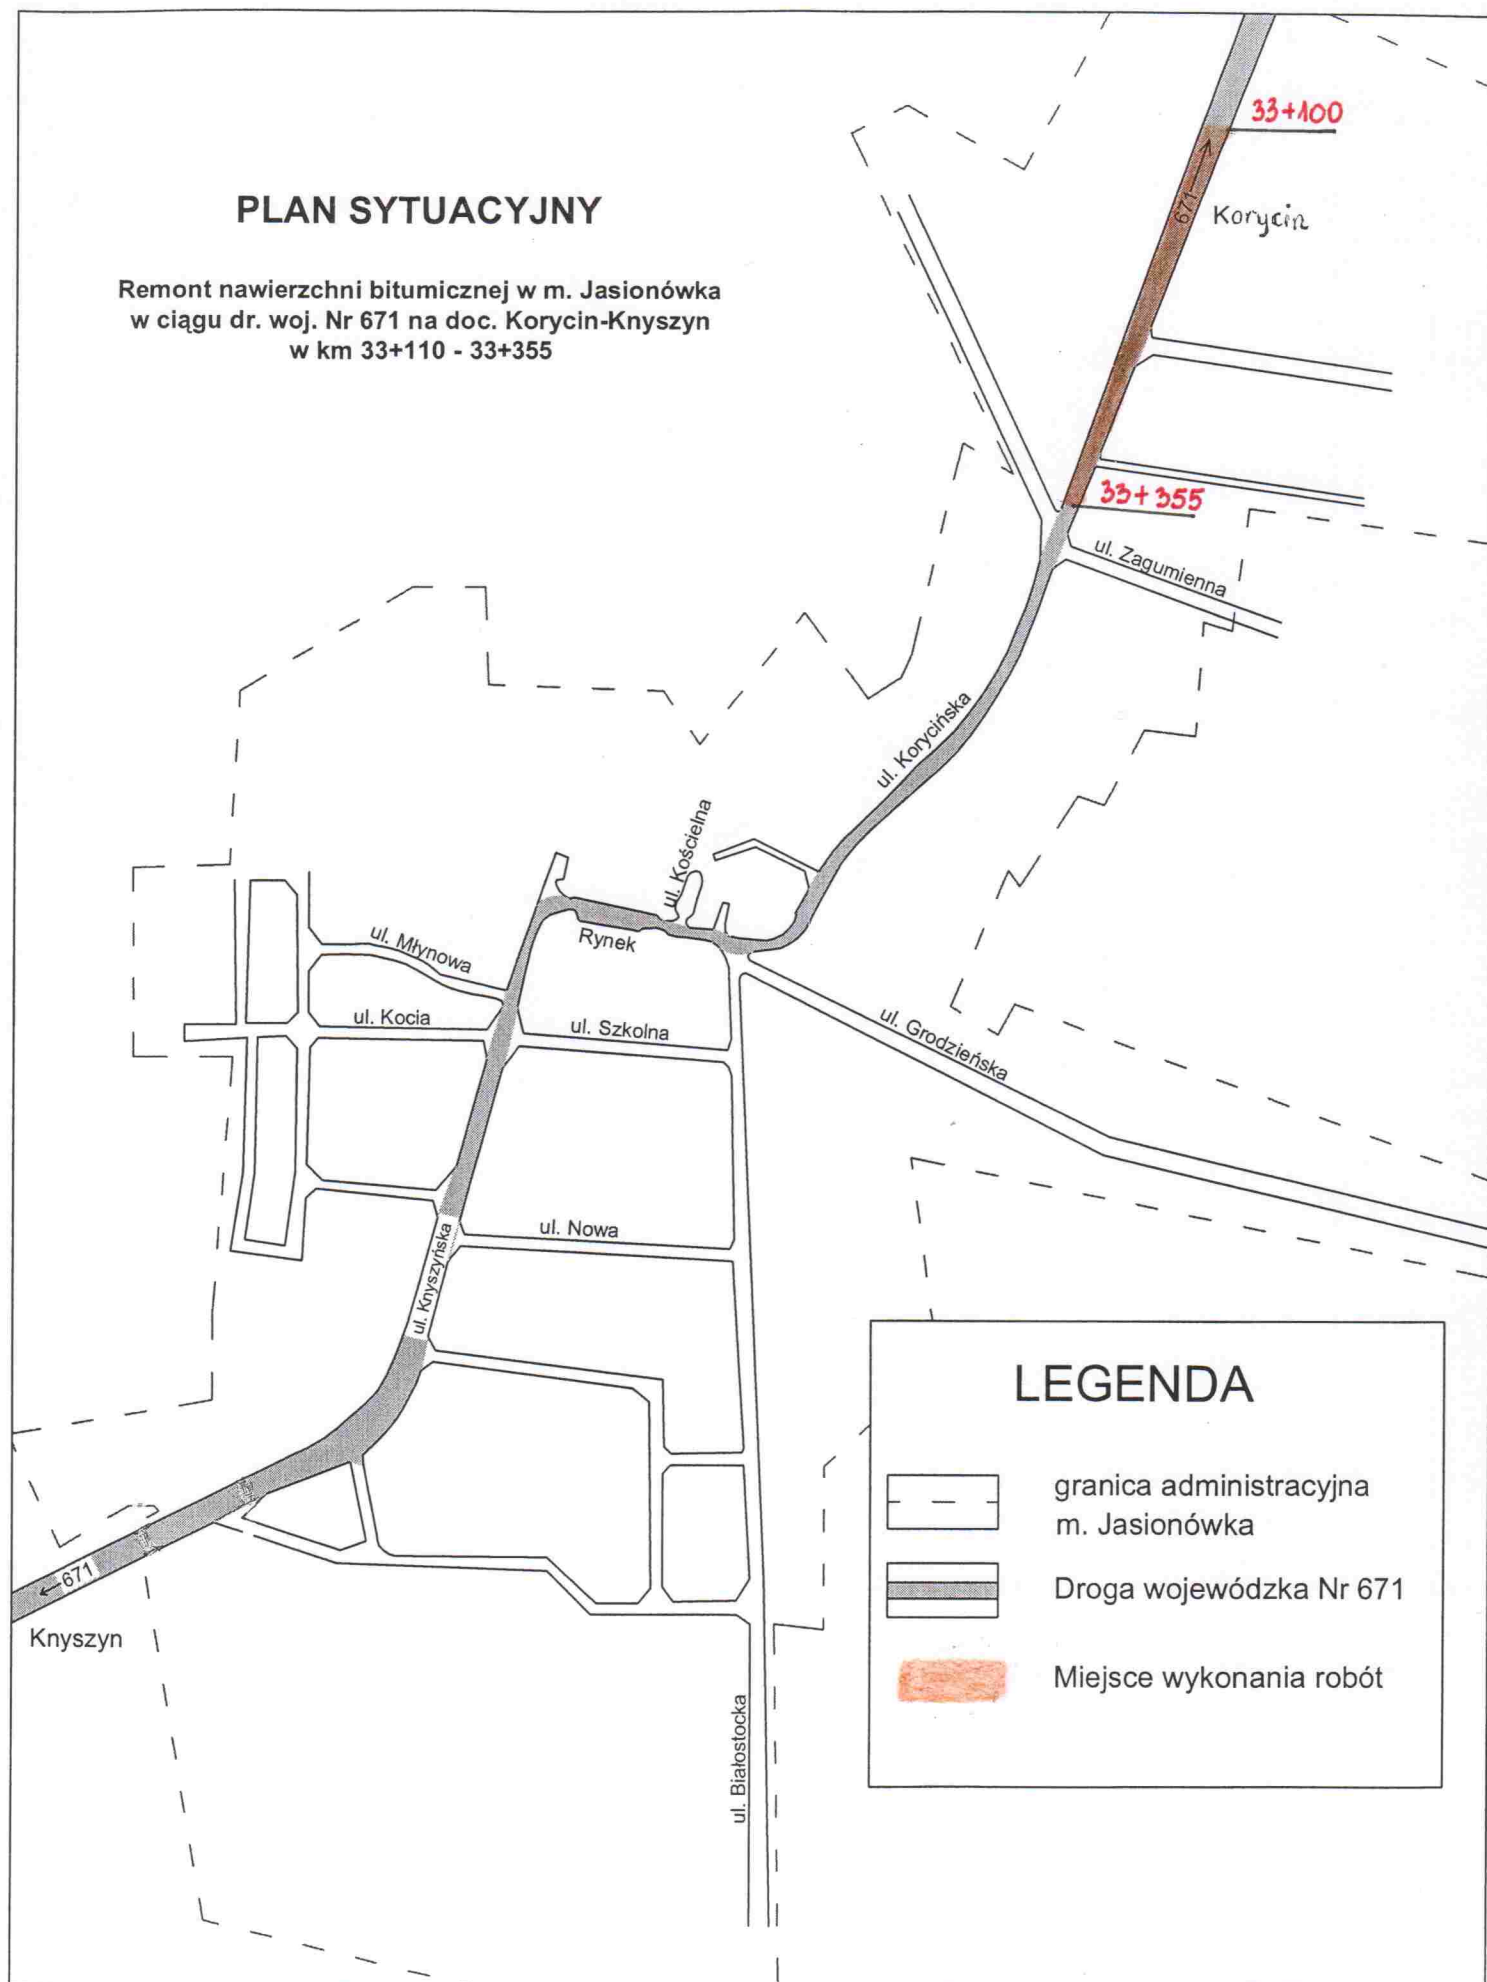 33+100
671
Korycin
PLAN SYTUACYJNY
Remont nawierzchni bitumicznej w m. Jasionówka
w ciągu dr. woj. Nr 671 na doc. Korycin-Knyszyn
w km 33+110 - 33+355
33+355
ul. Zagumienna
ul. Korycińska
ul. Kościelna
Rynek
ul. Młynowa
ul. Kocia
ul. Szkolna
ul. Grodzieńska
ul. Nowa
ul. Knyszyńska
671
Knyszyn
ul. Białostocka
LEGENDA
granica administracyjna
m. Jasionówka
Droga wojewódzka Nr 671
Miejsce wykonania robót